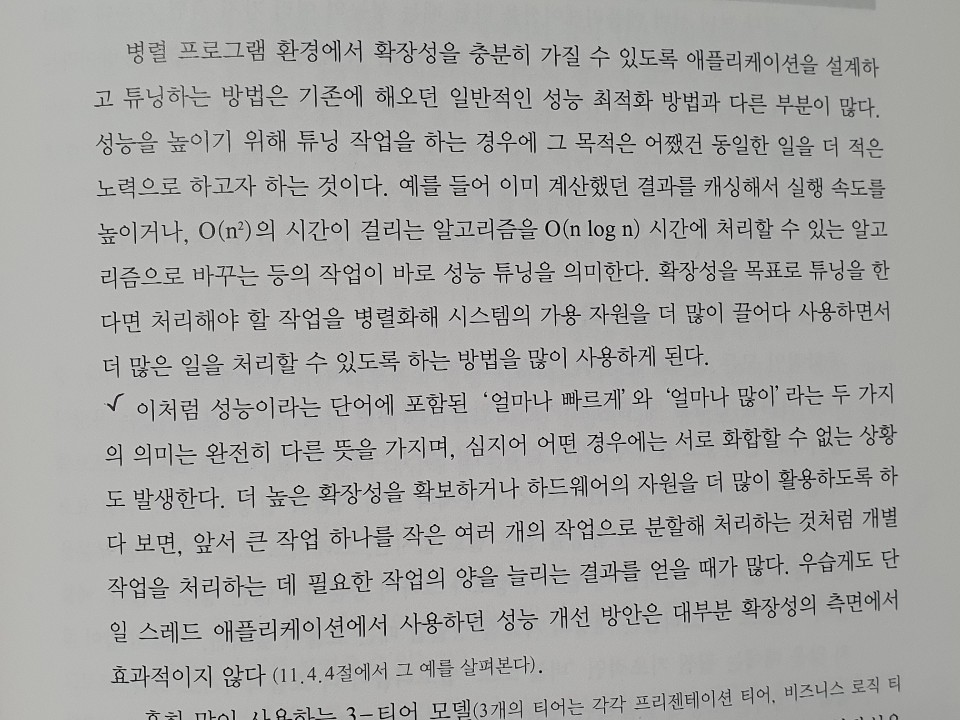 병렬 프로그램 환경에서 확장성을 충분히 가질 수 있도록 애플리케이션을 설계하
고 튜닝하는 방법은 기존에 해오던 일반적인 성능 최적화 방법과 다른 부분이 많다.
성능을 높이기 위해 튜닝 작업을 하는 경우에 그 목적은 어쨌건 동일한 일을 더 적은
노력으로 하고자 하는 것이다. 예를 들어 이미 계산했던 결과를 캐싱해서 실행 속도를
높이거나, O(n²)의 시간이 걸리는 알고리즘을 O(n log n) 시간에 처리할 수 있는 알고
리즘으로 바꾸는 등의 작업이 바로 성능 튜닝을 의미한다. 확장성을 목표로 튜닝을 한
다면 처리해야 할 작업을 병렬화해 시스템의 가용 자원을 더 많이 끌어다 사용하면서
더 많은 일을 처리할 수 있도록 하는 방법을 많이 사용하게 된다.
✓ 이처럼 성능이라는 단어에 포함된 ‘얼마나 빠르게’와 ‘얼마나 많이’라는 두 가지
의 의미는 완전히 다른 뜻을 가지며, 심지어 어떤 경우에는 서로 화합할 수 없는 상황
도 발생한다. 더 높은 확장성을 확보하거나 하드웨어의 자원을 더 많이 활용하도록 하
다 보면, 앞서 큰 작업 하나를 작은 여러 개의 작업으로 분할해 처리하는 것처럼 개별
작업을 처리하는 데 필요한 작업의 양을 늘리는 결과를 얻을 때가 많다. 우습게도 단
일 스레드 애플리케이션에서 사용하던 성능 개선 방안은 대부분 확장성의 측면에서
효과적이지 않다 (11.4.4절에서 그 예를 살펴본다).
흔히 많이 사용하는 3-티어 모델(3개의 티어는 각각 프리젠테이션 티어, 비즈니스 로직 티